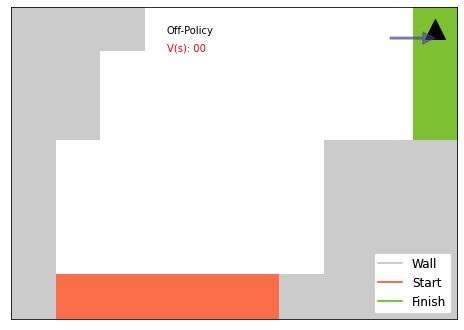 Off-Policy
V(s): 00
Wall
Start
Finish